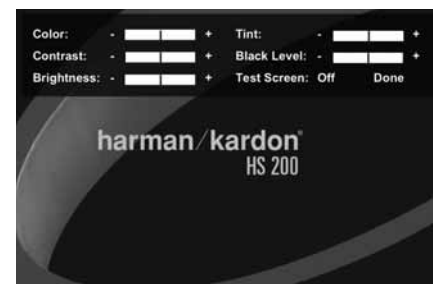 Color: - + Tint: - +
Contrast: - + Black Level: - +
Brightness: - + Test Screen: Off Done
harman/kardon®
HS 200